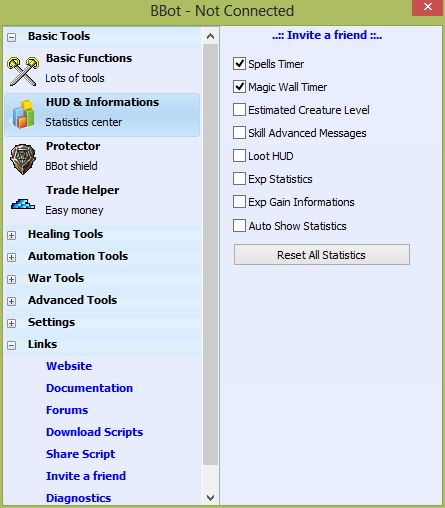 BBot - Not Connected
Basic Tools
Basic Functions
Lots of tools
HUD & Informations
Statistics center
Protector
BBot shield
Trade Helper
Easy money
Healing Tools
Automation Tools
War Tools
Advanced Tools
Settings
Links
Website
Documentation
Forums
Download Scripts
Share Script
Invite a friend
Diagnostics
..:: Invite a friend ::..
Spells Timer
Magic Wall Timer
Estimated Creature Level
Skill Advanced Messages
Loot HUD
Exp Statistics
Exp Gain Informations
Auto Show Statistics
Reset All Statistics